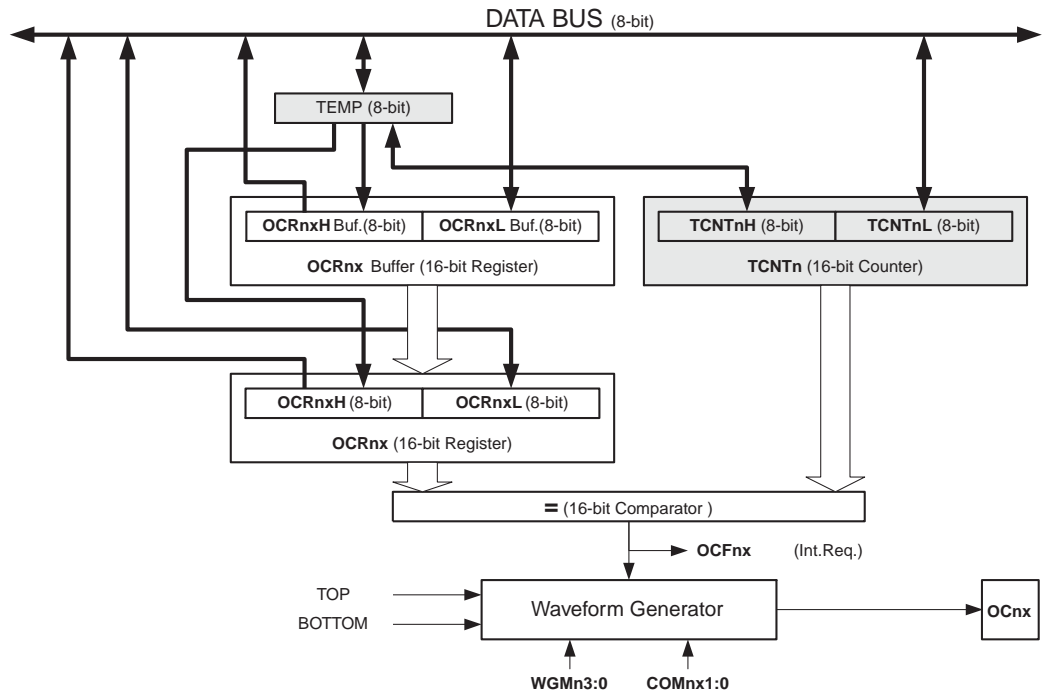 DATA BUS (8-bit)
TEMP (8-bit)
OCRnxH Buf.(8-bit) OCRnxL Buf.(8-bit)
OCRnx Buffer (16-bit Register)
TCNTnH (8-bit) TCNTnL (8-bit)
TCNTn (16-bit Counter)
OCRnxH (8-bit) OCRnxL (8-bit)
OCRnx (16-bit Register)
= (16-bit Comparator )
OCFnx (Int.Req.)
TOP
BOTTOM
Waveform Generator
OCnx
WGMn3:0 COMnx1:0